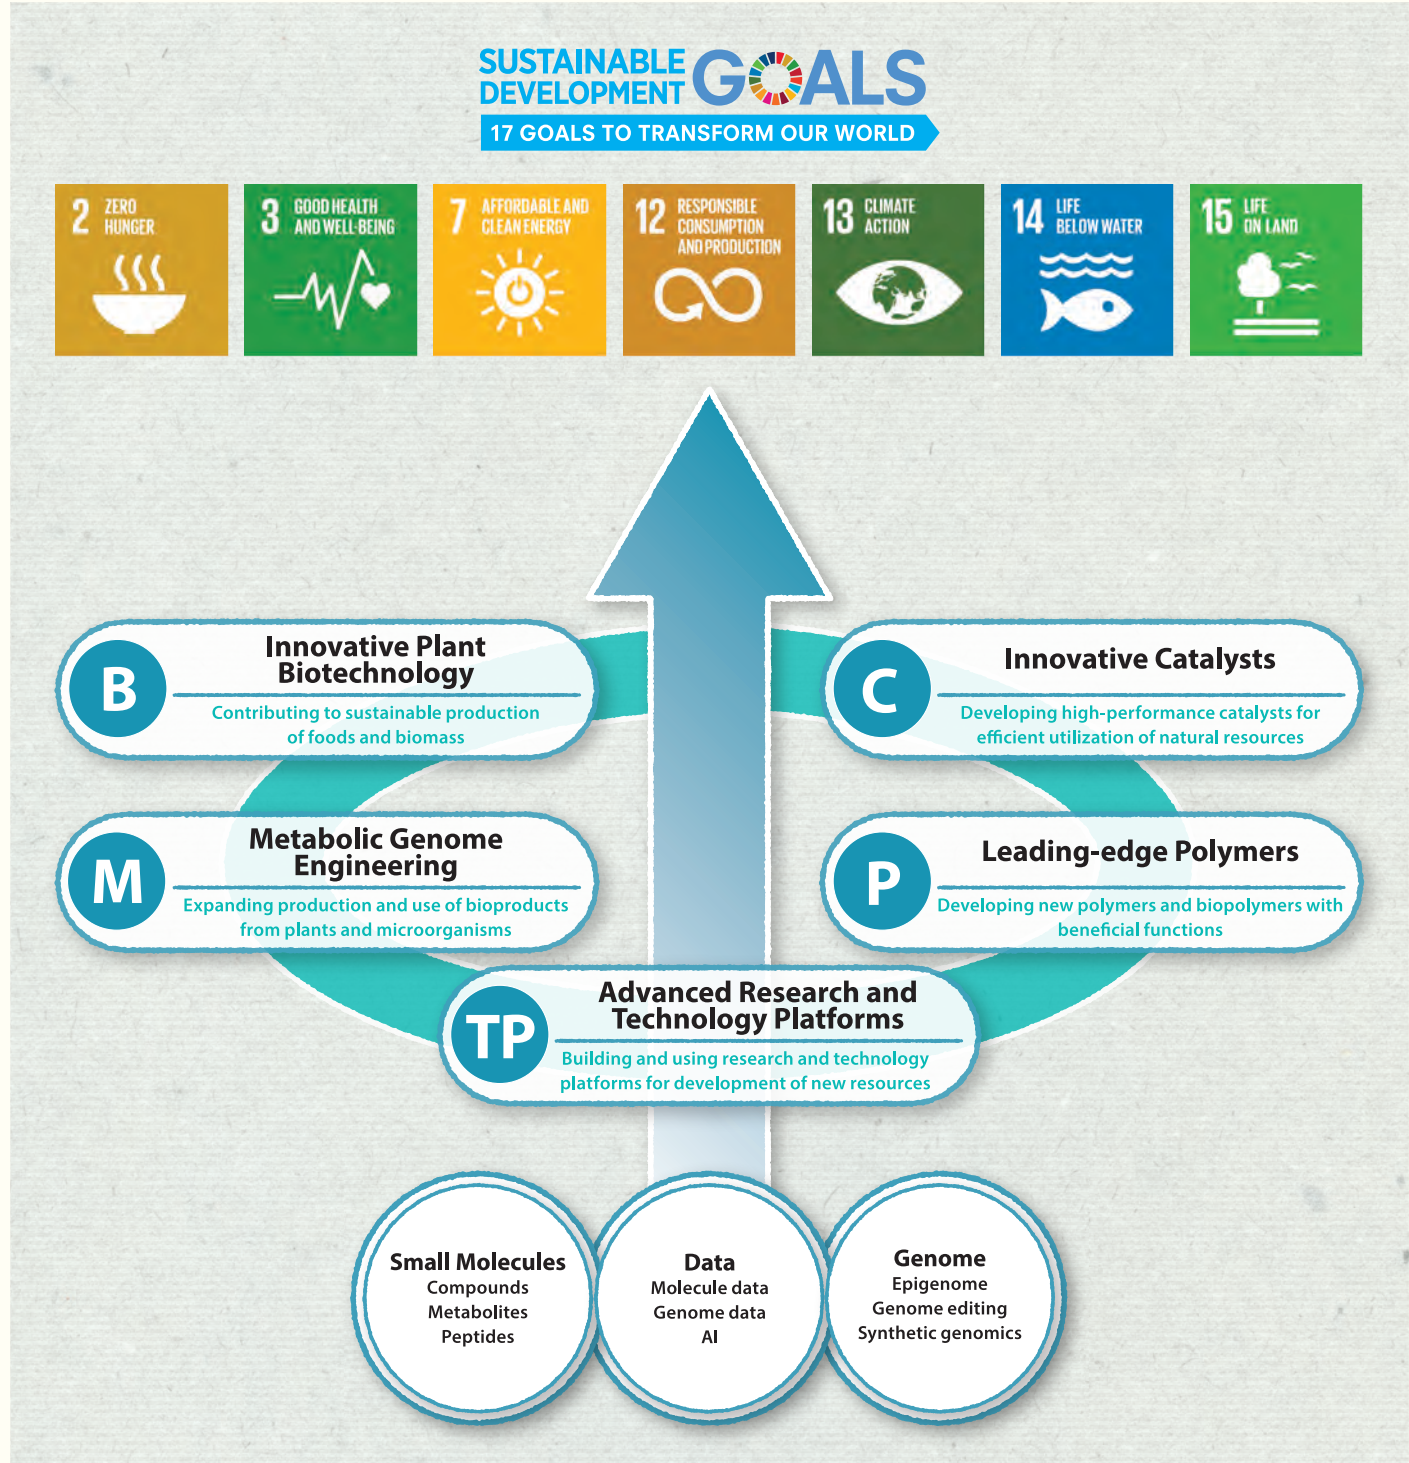 SUSTAINABLE
DEVELOPMENT
GOALS
17 GOALS TO TRANSFORM OUR WORLD
2 ZERO
HUNGER
3 GOOD HEALTH
AND WELL-BEING
7 AFFORDABLE AND
CLEAN ENERGY
12 RESPONSIBLE
CONSUMPTION
AND PRODUCTION
13 CLIMATE
ACTION
14 LIFE
BELOW WATER
15 LIFE
ON LAND
B
Innovative Plant
Biotechnology
Contributing to sustainable production
of foods and biomass
C
Innovative Catalysts
Developing high-performance catalysts for
efficient utilization of natural resources
M
Metabolic Genome
Engineering
Expanding production and use of bioproducts
from plants and microorganisms
P
Leading-edge Polymers
Developing new polymers and biopolymers with
beneficial functions
TP
Advanced Research and
Technology Platforms
Building and using research and technology
platforms for development of new resources
Small Molecules
Compounds
Metabolites
Peptides
Data
Molecule data
Genome data
AI
Genome
Epigenome
Genome editing
Synthetic genomics